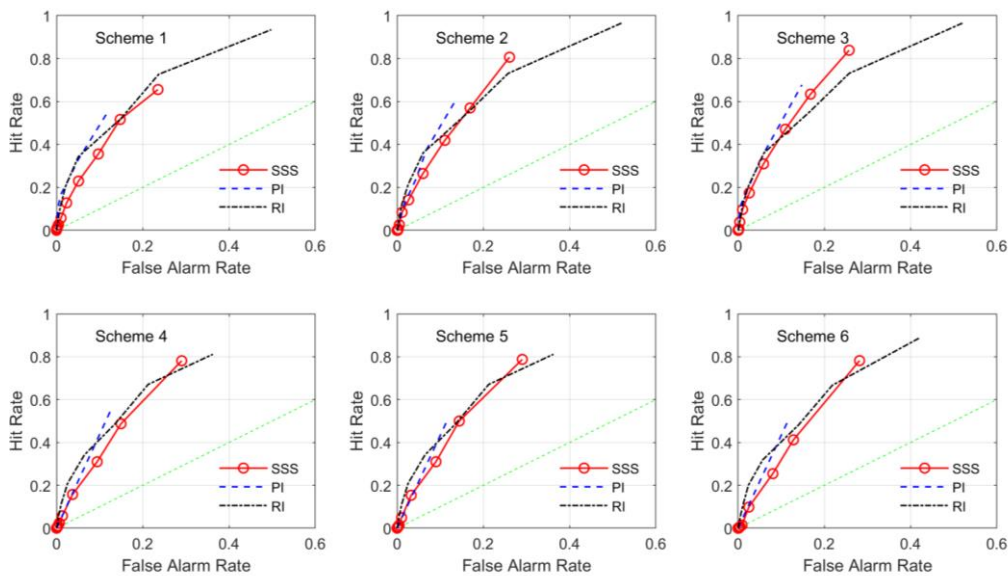 Scheme 1
1
0.8
0.6
0.4
0.2
0
Hit Rate
SSS
PI
RI
0 0.2 0.4 0.6
False Alarm Rate
Scheme 2
1
0.8
0.6
0.4
0.2
0
Hit Rate
SSS
PI
RI
0 0.2 0.4 0.6
False Alarm Rate
Scheme 3
1
0.8
0.6
0.4
0.2
0
Hit Rate
SSS
PI
RI
0 0.2 0.4 0.6
False Alarm Rate
Scheme 4
1
0.8
0.6
0.4
0.2
0
Hit Rate
SSS
PI
RI
0 0.2 0.4 0.6
False Alarm Rate
Scheme 5
1
0.8
0.6
0.4
0.2
0
Hit Rate
SSS
PI
RI
0 0.2 0.4 0.6
False Alarm Rate
Scheme 6
1
0.8
0.6
0.4
0.2
0
Hit Rate
SSS
PI
RI
0 0.2 0.4 0.6
False Alarm Rate